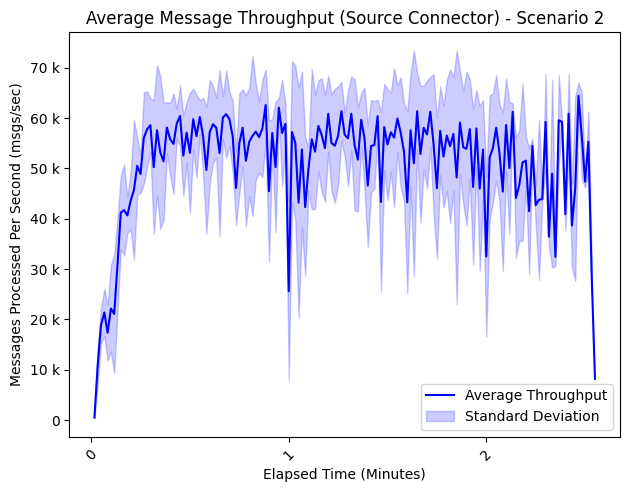 Average Message Throughput (Source Connector) - Scenario 2
Messages Processed Per Second (msgs/sec)
70 k
60 k
50 k
40 k
30 k
20 k
10 k
0
0
1
2
Elapsed Time (Minutes)
Average Throughput
Standard Deviation